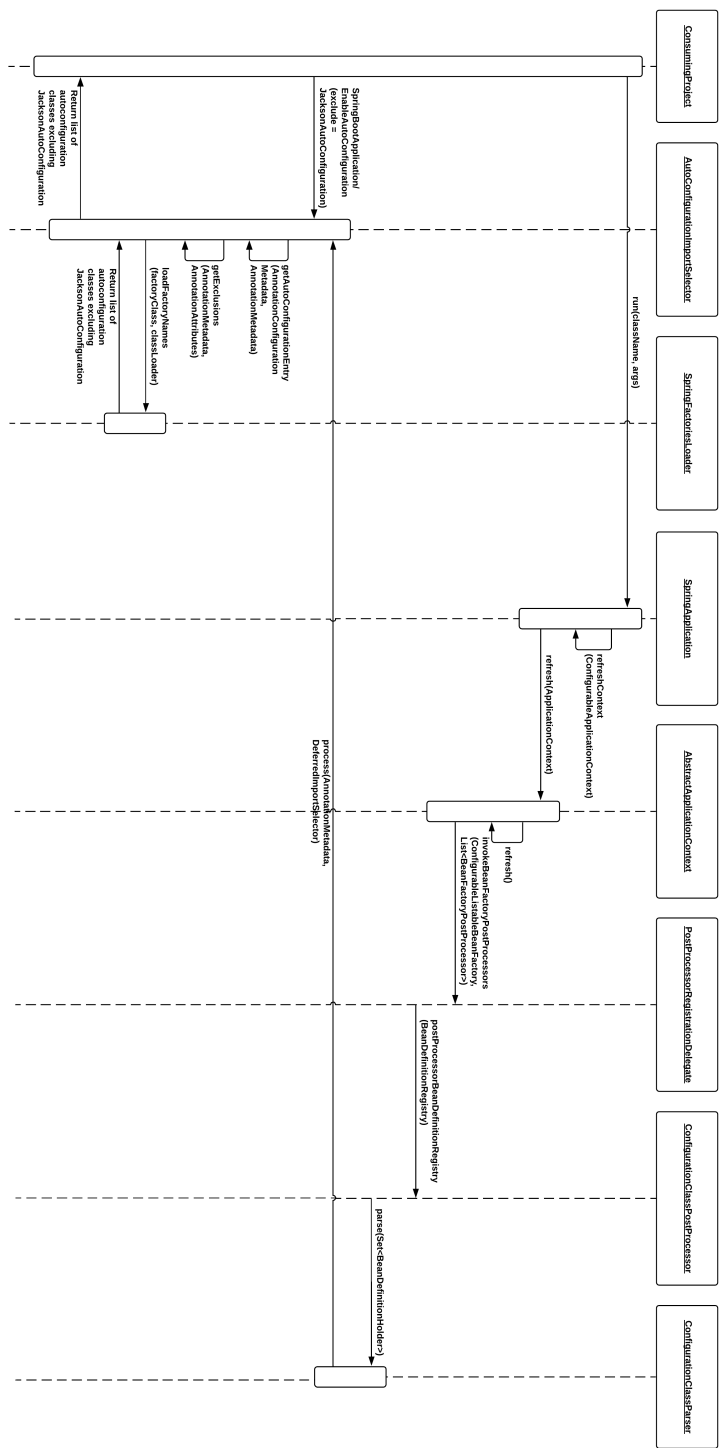 ConsumingProject
AutoConfigurationImportSelector
SpringFactoriesLoader
SpringApplication
AbstractApplicationContext
PostProcessorRegistrationDelegate
ConfigurationClassPostProcessor
ConfigurationClassParser
run(className, args)
refreshContext
(ConfigurableApplicationContext)
refresh(ApplicationContext)
refresh()
invokeBeanFactoryPostProcessors
(ConfigurableListableBeanFactory,
List<BeanFactoryPostProcessor>)
postProcessorBeanDefinitionRegistry
(BeanDefinitionRegistry)
parse(Set<BeanDefinitionHolder>)
process(AnnotationMetadata,
DeferredImportSelector)
SpringBootApplication/
EnableAutoConfiguration
(exclude =
JacksonAutoConfiguration)
getAutoConfigurationEntry
(AnnotationConfiguration
Metadata,
AnnotationMetadata)
getExclusions
(AnnotationMetadata,
AnnotationAttributes)
loadFactoryNames
(factoryClass, classLoader)
Return list of
autoconfiguration
classes excluding
JacksonAutoConfiguration
Return list of
autoconfiguration
classes excluding
JacksonAutoConfiguration